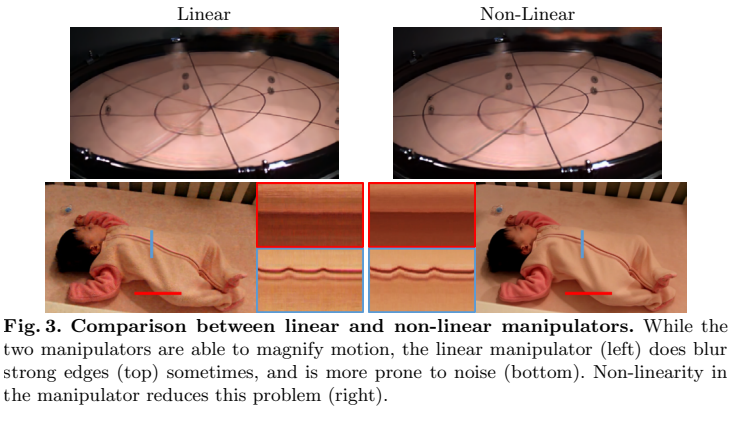 Linear
Non-Linear
Fig. 3. Comparison between linear and non-linear manipulators. While the
two manipulators are able to magnify motion, the linear manipulator (left) does blur
strong edges (top) sometimes, and is more prone to noise (bottom). Non-linearity in
the manipulator reduces this problem (right).